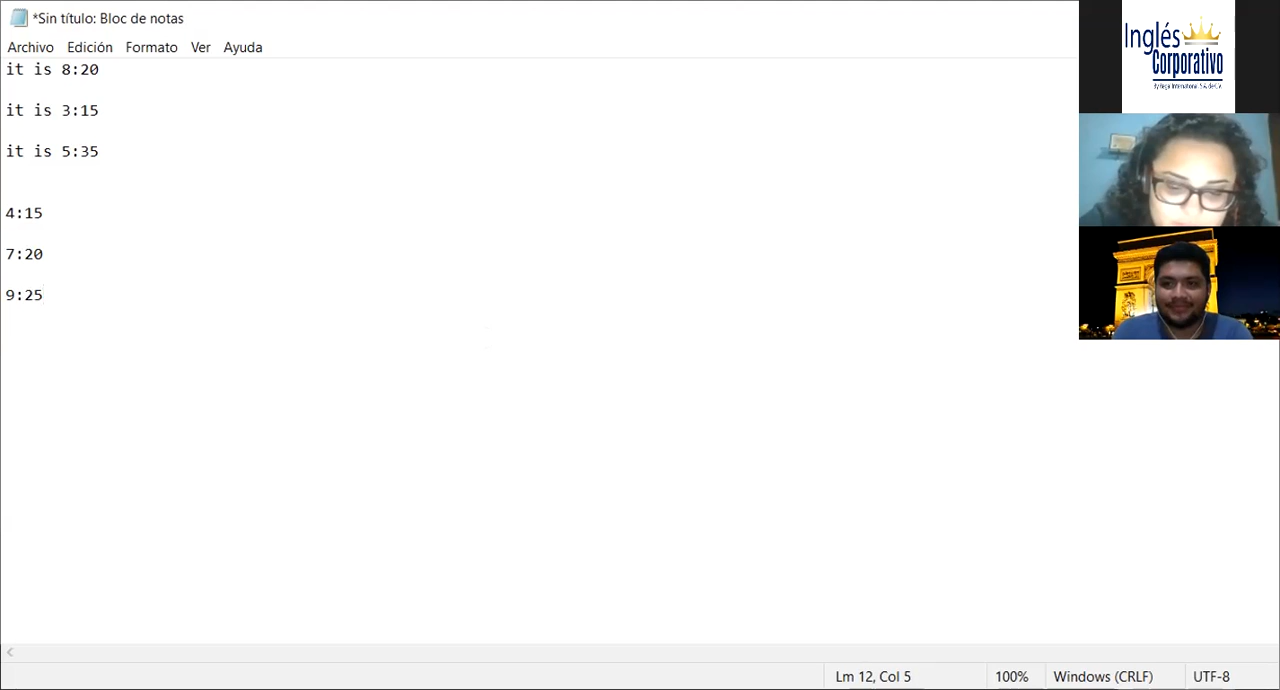 *Sin título: Bloc de notas
Archivo Edición Formato Ver Ayuda
it is 8:20
it is 3:15
it is 5:35
4:15
7:20
9:25
Inglés
Corporativo
Lm 12, Col 5 100% Windows (CRLF) UTF-8